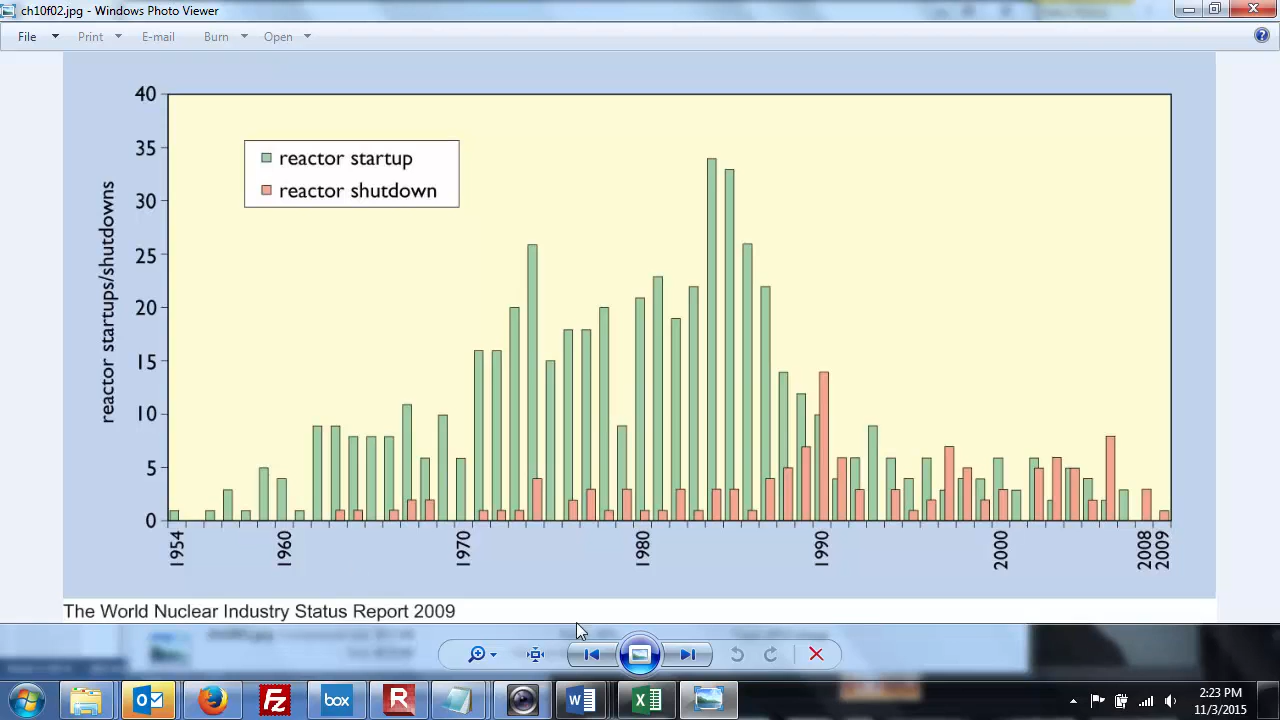 ch10f02.jpg - Windows Photo Viewer
File Print E-mail Burn Open
40
35
30
25
20
15
10
5
0
reactor startups/shutdowns
reactor startup
reactor shutdown
1954 1960 1970 1980 1990 2000 2008 2009
The World Nuclear Industry Status Report 2009
Fz box R W X
2:23 PM
11/3/2015